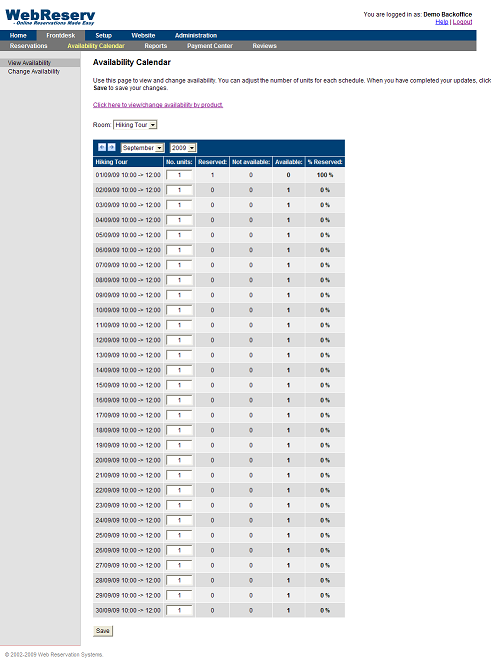 WebReserv
- Online Reservations Made Easy
You are logged in as: Demo Backoffice
Help | Logout
Home Frontdesk Setup Website Administration
Reservations Availability Calendar Reports Payment Center Reviews
View Availability
Change Availability
Availability Calendar
Use this page to view and change availability. You can adjust the number of units for each schedule. When you have completed your updates, click
Save to save your changes.
Click here to view/change availability by product.
Room: Hiking Tour
September 2009
Hiking Tour No. units: Reserved: Not available: Available: % Reserved:
01/09/09 10:00 -> 12:00 1 1 0 0 100 %
02/09/09 10:00 -> 12:00 1 0 0 1 0 %
03/09/09 10:00 -> 12:00 1 0 0 1 0 %
04/09/09 10:00 -> 12:00 1 0 0 1 0 %
05/09/09 10:00 -> 12:00 1 0 0 1 0 %
06/09/09 10:00 -> 12:00 1 0 0 1 0 %
07/09/09 10:00 -> 12:00 1 0 0 1 0 %
08/09/09 10:00 -> 12:00 1 0 0 1 0 %
09/09/09 10:00 -> 12:00 1 0 0 1 0 %
10/09/09 10:00 -> 12:00 1 0 0 1 0 %
11/09/09 10:00 -> 12:00 1 0 0 1 0 %
12/09/09 10:00 -> 12:00 1 0 0 1 0 %
13/09/09 10:00 -> 12:00 1 0 0 1 0 %
14/09/09 10:00 -> 12:00 1 0 0 1 0 %
15/09/09 10:00 -> 12:00 1 0 0 1 0 %
16/09/09 10:00 -> 12:00 1 0 0 1 0 %
17/09/09 10:00 -> 12:00 1 0 0 1 0 %
18/09/09 10:00 -> 12:00 1 0 0 1 0 %
19/09/09 10:00 -> 12:00 1 0 0 1 0 %
20/09/09 10:00 -> 12:00 1 0 0 1 0 %
21/09/09 10:00 -> 12:00 1 0 0 1 0 %
22/09/09 10:00 -> 12:00 1 0 0 1 0 %
23/09/09 10:00 -> 12:00 1 0 0 1 0 %
24/09/09 10:00 -> 12:00 1 0 0 1 0 %
25/09/09 10:00 -> 12:00 1 0 0 1 0 %
26/09/09 10:00 -> 12:00 1 0 0 1 0 %
27/09/09 10:00 -> 12:00 1 0 0 1 0 %
28/09/09 10:00 -> 12:00 1 0 0 1 0 %
29/09/09 10:00 -> 12:00 1 0 0 1 0 %
30/09/09 10:00 -> 12:00 1 0 0 1 0 %
Save
© 2002-2009 Web Reservation Systems.